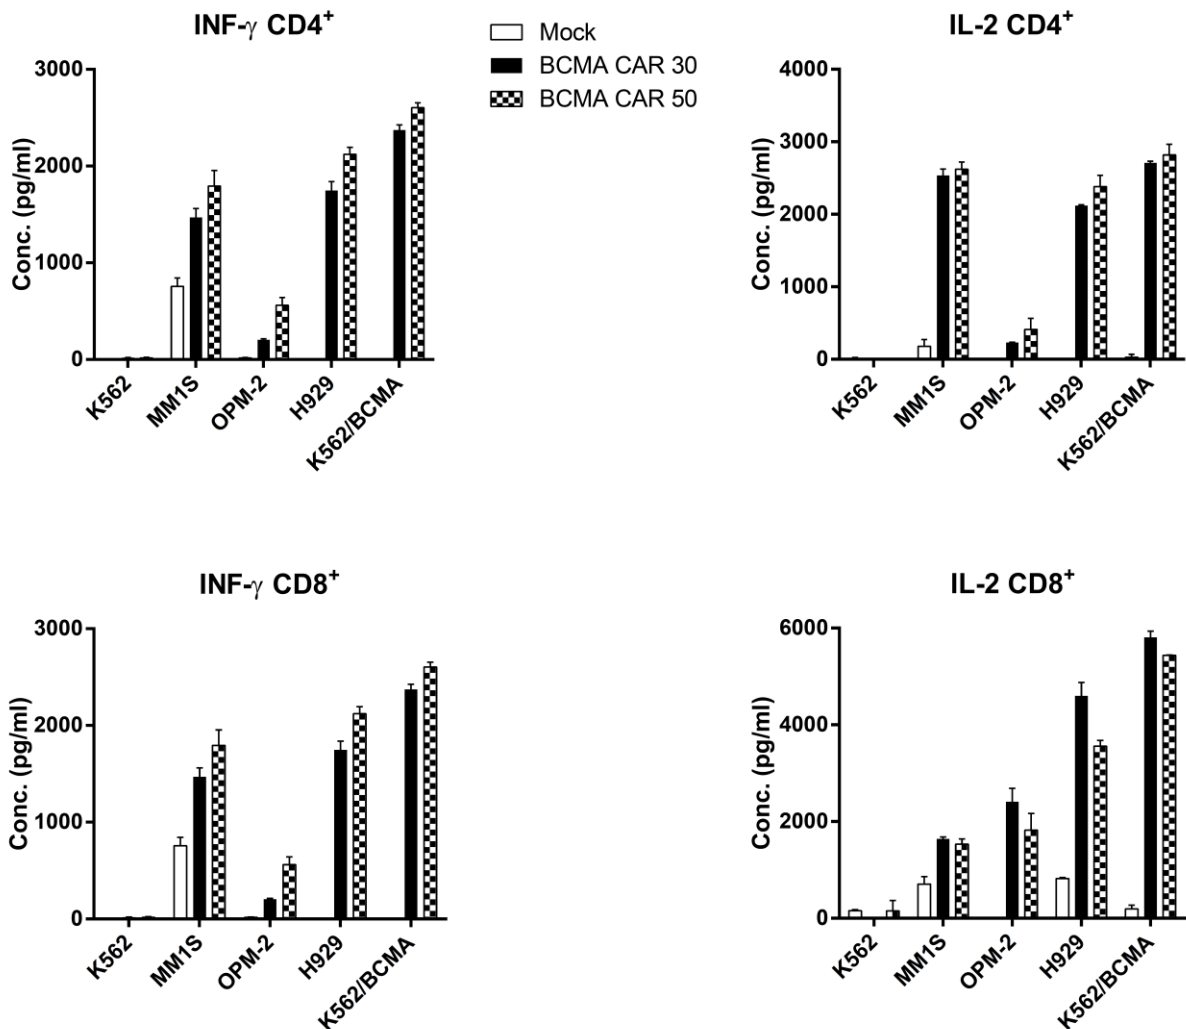 INF-γ CD4+
Mock
BCMA CAR 30
BCMA CAR 50
IL-2 CD4+
Conc. (pg/ml)
3000
2000
1000
0
K562
MM1S
OPM-2
H929
K562/BCMA
Conc. (pg/ml)
4000
3000
2000
1000
0
K562
MM1S
OPM-2
H929
K562/BCMA
INF-γ CD8+
Conc. (pg/ml)
3000
2000
1000
0
K562
MM1S
OPM-2
H929
K562/BCMA
IL-2 CD8+
Conc. (pg/ml)
6000
4000
2000
0
K562
MM1S
OPM-2
H929
K562/BCMA